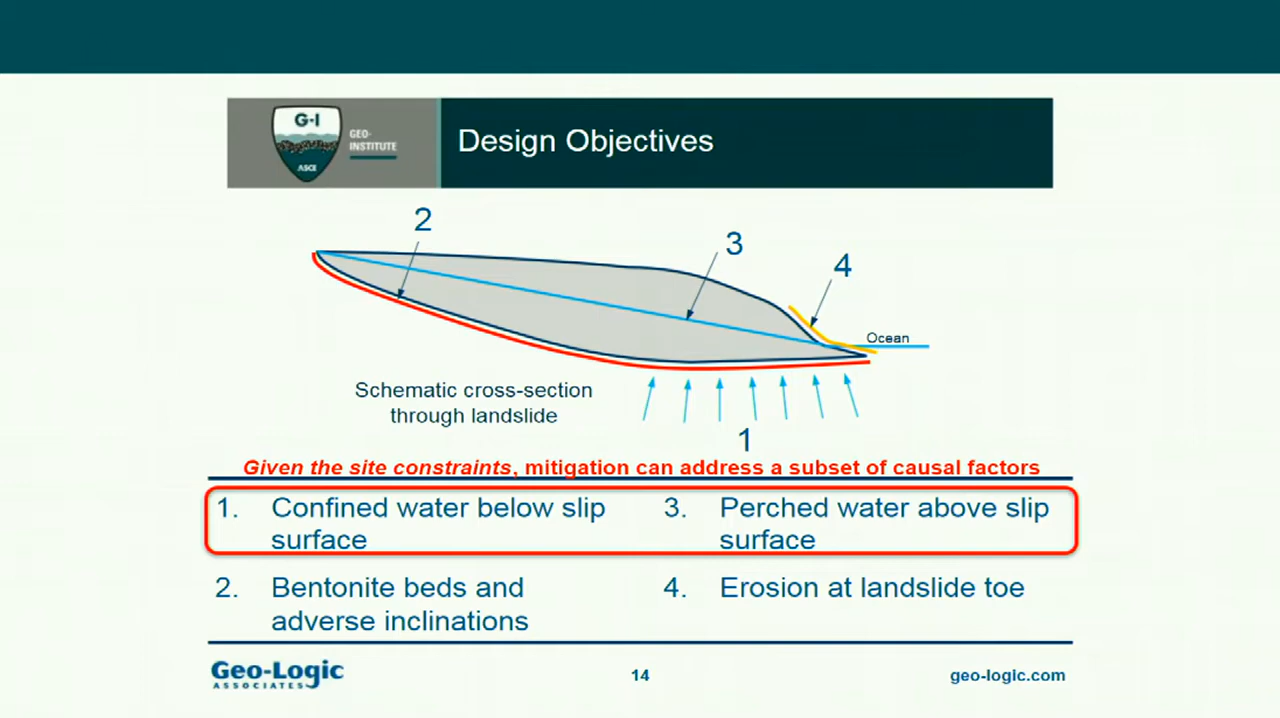 G-I
GEO-
INSTITUTE
ASCE
Design Objectives
2
3
4
Ocean
Schematic cross-section
through landslide
1
Given the site constraints, mitigation can address a subset of causal factors
1. Confined water below slip
surface
3. Perched water above slip
surface
2. Bentonite beds and
adverse inclinations
4. Erosion at landslide toe
Geo-Logic
ASSOCIATES
14
geo-logic.com